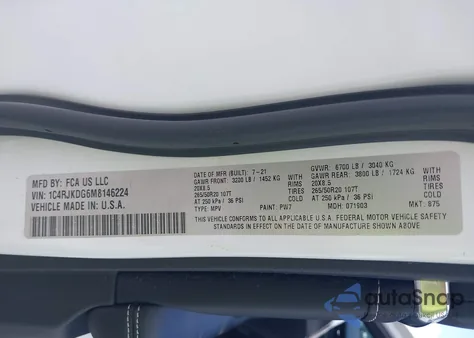 MFD BY: FCA US LLC
VIN: 1C4RJKDG6M8146224
VEHICLE MADE IN: U.S.A.
DATE OF MFR (BUILT): 7-21
GAWR FRONT: 3200 LB / 1452 KG
WITH
20X8.5 RIMS
265/50R20 107T TIRES
AT 250 kPa / 36 PSI COLD
TYPE: MPV
PAINT: PW7
GVWR: 6700 LB / 3040 KG
GAWR REAR: 3800 LB / 1724 KG
WITH
20X8.5 RIMS
265/50R20 107T TIRES
AT 250 kPa / 36 PSI COLD
MDH: 071903
MKT: 875
THIS VEHICLE CONFORMS TO ALL APPLICABLE U.S.A. FEDERAL MOTOR VEHICLE SAFETY
STANDARDS IN EFFECT ON THE DATE OF MANUFACTURE SHOWN ABOVE.
autoSnap